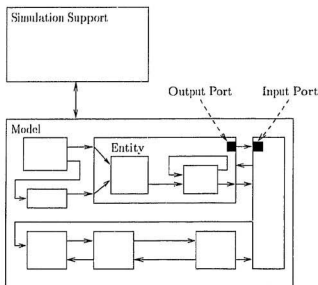 Simulation Support
Output Port
Input Port
Model
Entity